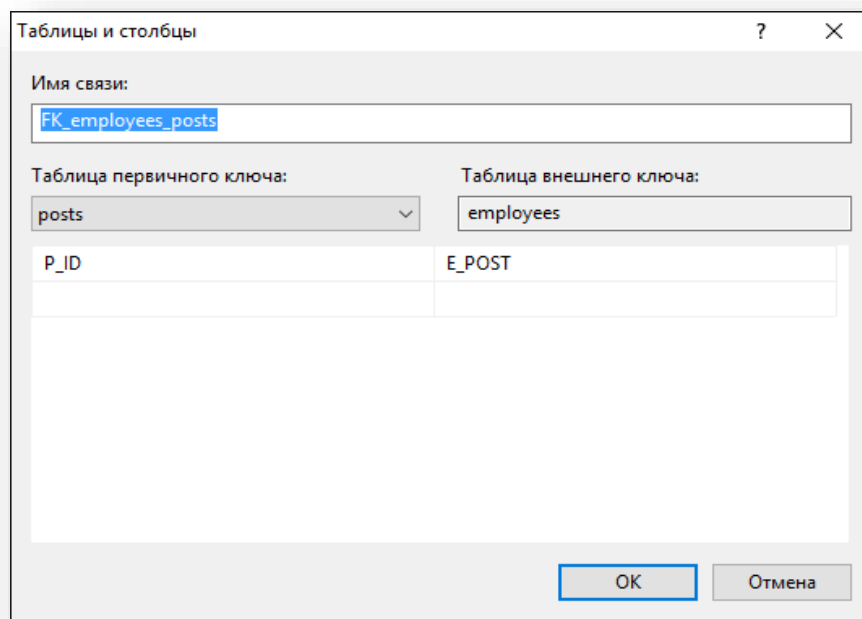 Таблицы и столбцы ?
Имя связи:
FK_employees_posts
Таблица первичного ключа: Таблица внешнего ключа:
posts employees
P_ID E_POST
OK Отмена